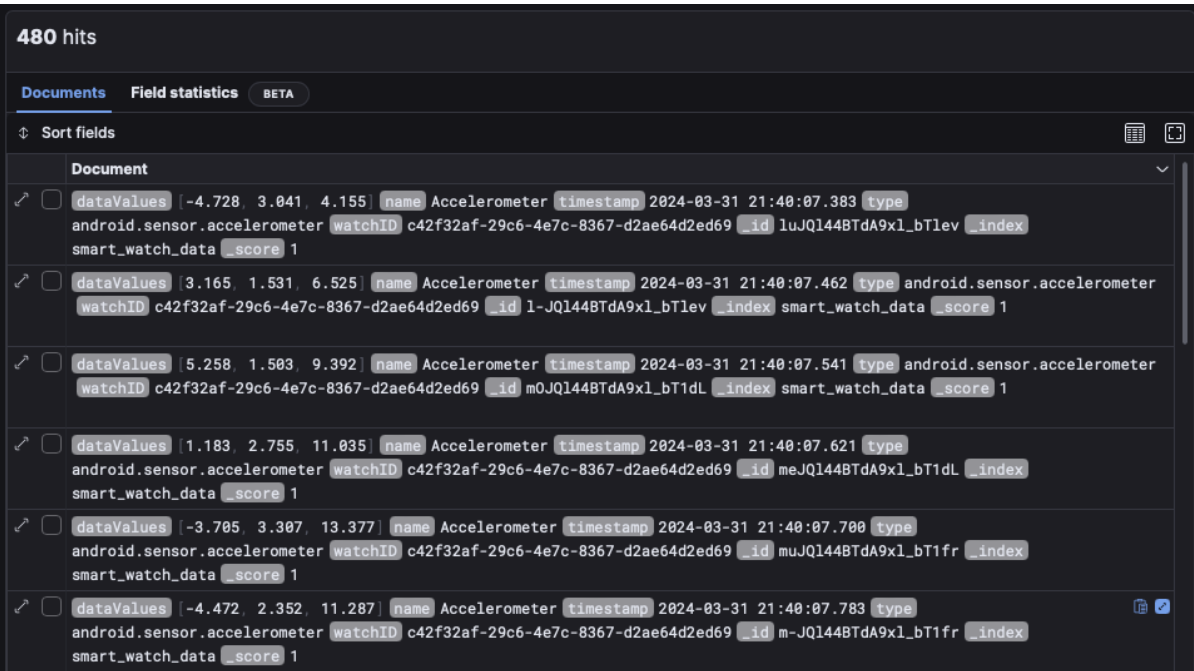 480 hits
Documents Field statistics BETA
Sort fields
Document
dataValues [-4.728, 3.041, 4.155] name Accelerometer timestamp 2024-03-31 21:40:07.383 type
android.sensor.accelerometer watchID c42f32af-29c6-4e7c-8367-d2ae64d2ed69 _id luJQl44BTdA9xl_bTlev _index
smart_watch_data _score 1
dataValues [3.165, 1.531, 6.525] name Accelerometer timestamp 2024-03-31 21:40:07.462 type android.sensor.accelerometer
watchID c42f32af-29c6-4e7c-8367-d2ae64d2ed69 _id l-JQl44BTdA9xl_bTlev _index smart_watch_data _score 1
dataValues [5.258, 1.503, 9.392] name Accelerometer timestamp 2024-03-31 21:40:07.541 type android.sensor.accelerometer
watchID c42f32af-29c6-4e7c-8367-d2ae64d2ed69 _id mOJQl44BTdA9xl_bT1dL _index smart_watch_data _score 1
dataValues [1.183, 2.755, 11.035] name Accelerometer timestamp 2024-03-31 21:40:07.621 type
android.sensor.accelerometer watchID c42f32af-29c6-4e7c-8367-d2ae64d2ed69 _id meJQl44BTdA9xl_bT1dL _index
smart_watch_data _score 1
dataValues [-3.705, 3.307, 13.377] name Accelerometer timestamp 2024-03-31 21:40:07.700 type
android.sensor.accelerometer watchID c42f32af-29c6-4e7c-8367-d2ae64d2ed69 _id muJQl44BTdA9xl_bT1fr _index
smart_watch_data _score 1
dataValues [-4.472, 2.352, 11.287] name Accelerometer timestamp 2024-03-31 21:40:07.783 type
android.sensor.accelerometer watchID c42f32af-29c6-4e7c-8367-d2ae64d2ed69 _id m-JQl44BTdA9xl_bT1fr _index
smart_watch_data _score 1